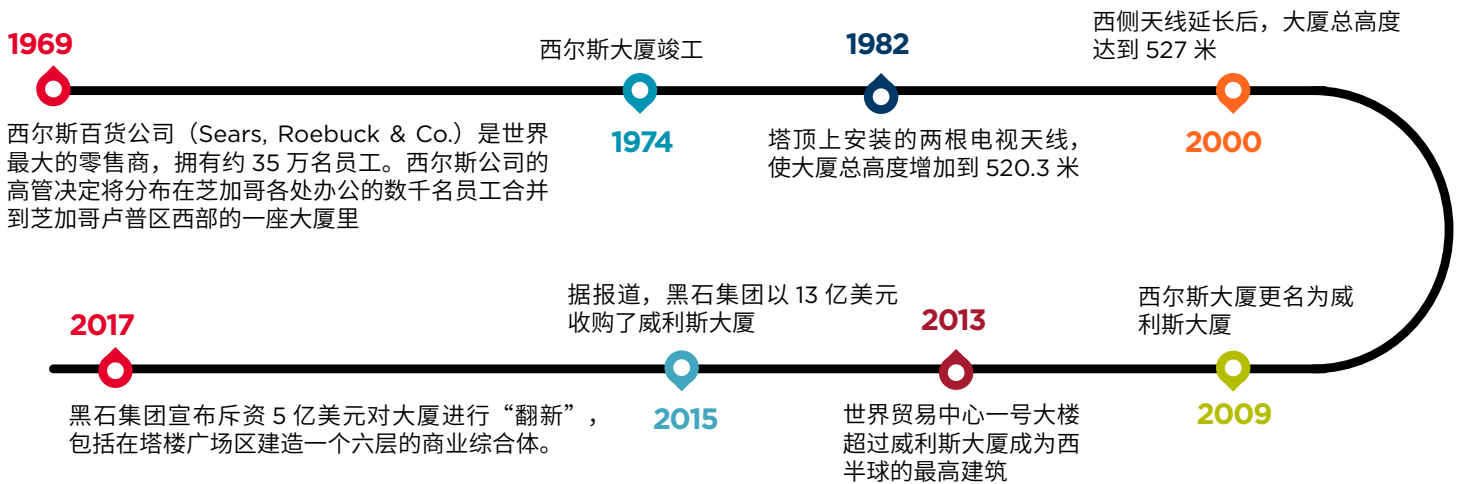 1969
西尔斯百货公司（Sears, Roebuck & Co.）是世界
最大的零售商，拥有约 35 万名员工。西尔斯公司的
高管决定将分布在芝加哥各处办公的数千名员工合并
到芝加哥卢普区西部的一座大厦里
西尔斯大厦竣工
1974
1982
塔顶上安装的两根电视天线，
使大厦总高度增加到 520.3 米
西侧天线延长后，大厦总高度
达到 527 米
2000
西尔斯大厦更名为威
利斯大厦
2009
2013
世界贸易中心一号大楼
超过威利斯大厦成为西
半球的最高建筑
据报道，黑石集团以 13 亿美元
收购了威利斯大厦
2015
2017
黑石集团宣布斥资 5 亿美元对大厦进行“翻新”，
包括在塔楼广场区建造一个六层的商业综合体。